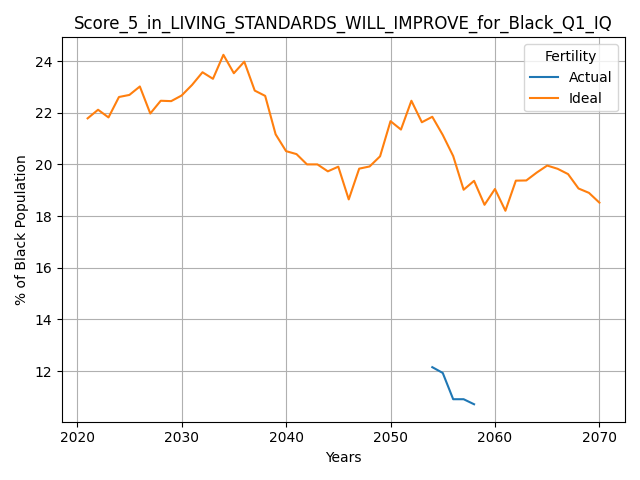 Score_5_in_LIVING_STANDARDS_WILL_IMPROVE_for_Black_Q1_IQ
Fertility
Actual
Ideal
% of Black Population
24
22
20
18
16
14
12
2020 2030 2040 2050 2060 2070
Years